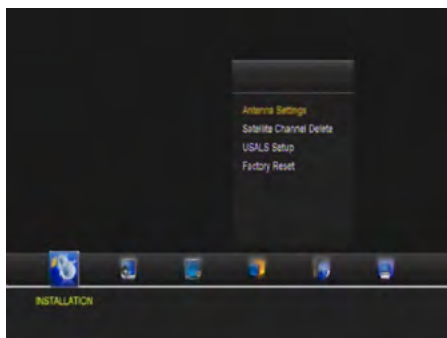 Antenna Settings
Satellite Channel Delete
USALS Setup
Factory Reset
INSTALLATION